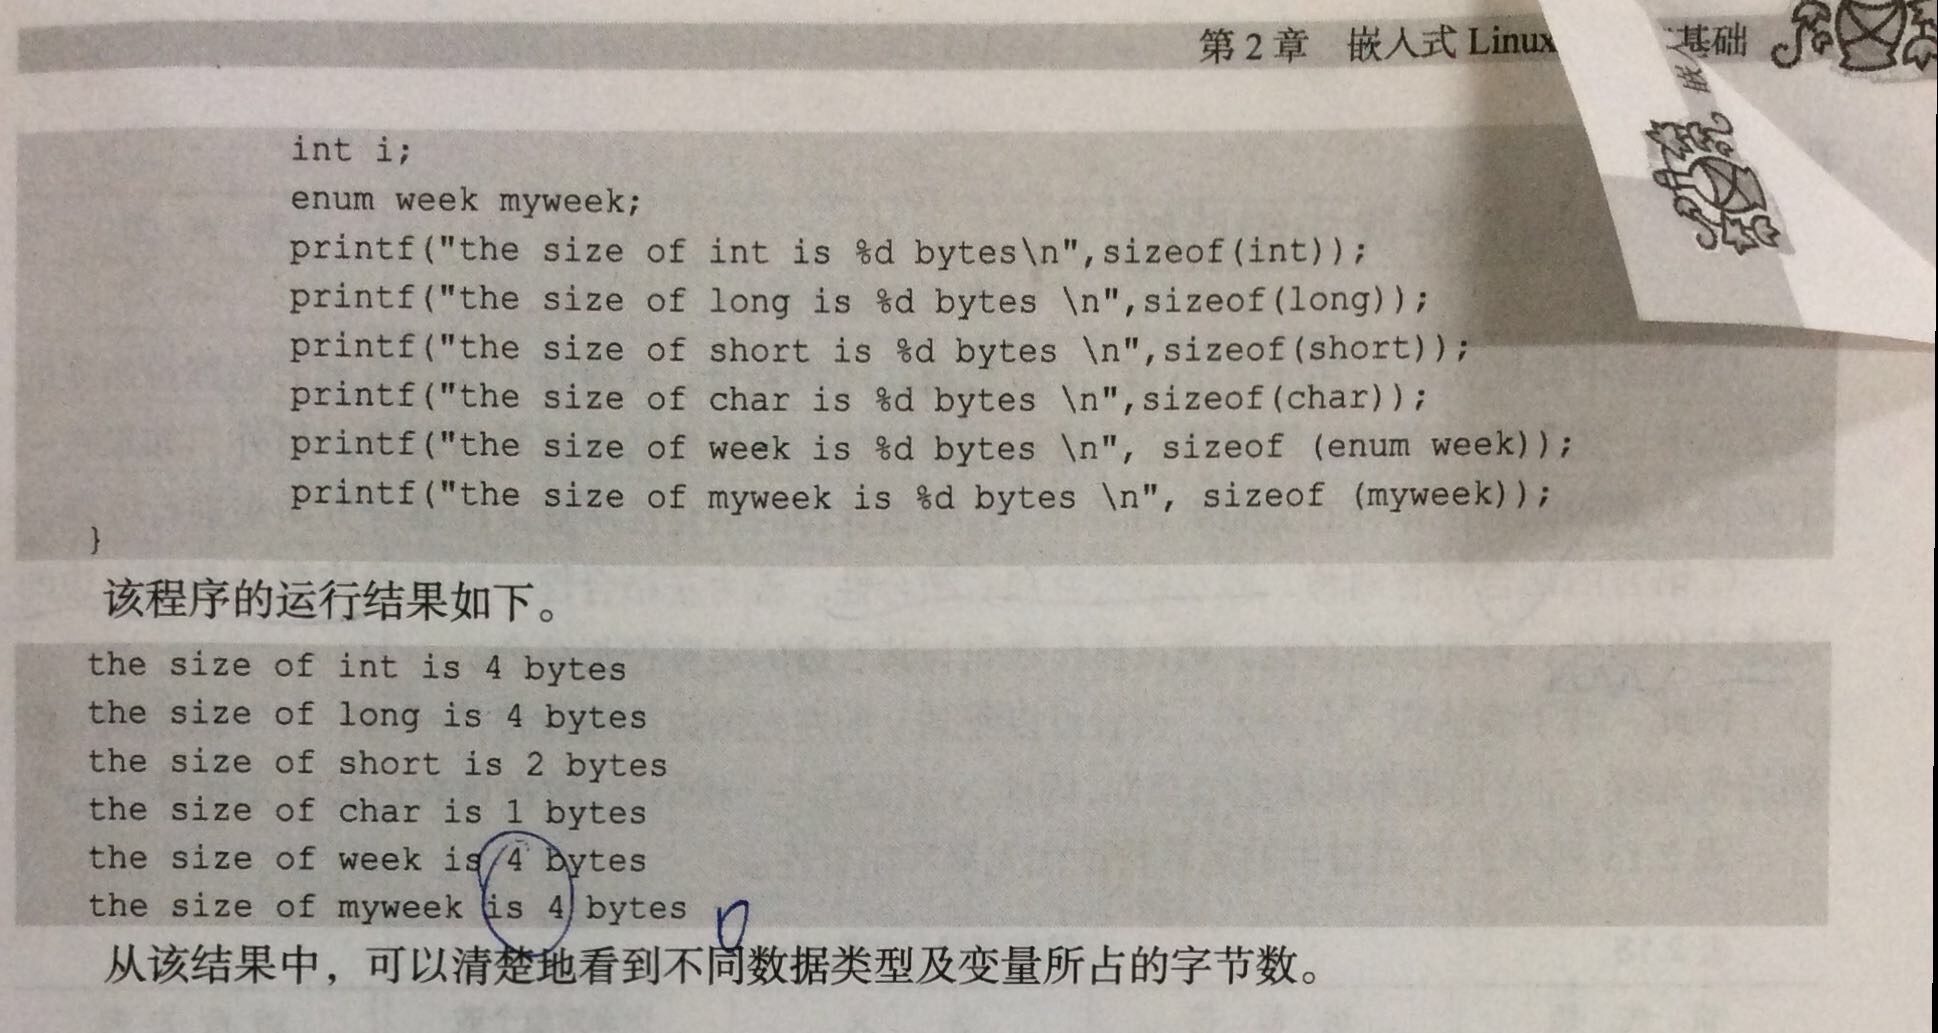 第2章 嵌入式Linux 基础
嵌入
int i;
enum week myweek;
printf("the size of int is %d bytes\n",sizeof(int));
printf("the size of long is %d bytes \n",sizeof(long));
printf("the size of short is %d bytes \n",sizeof(short));
printf("the size of char is %d bytes \n",sizeof(char));
printf("the size of week is %d bytes \n", sizeof (enum week));
printf("the size of myweek is %d bytes \n", sizeof (myweek));
}
该程序的运行结果如下。
the size of int is 4 bytes
the size of long is 4 bytes
the size of short is 2 bytes
the size of char is 1 bytes
the size of week is 4 bytes
the size of myweek is 4 bytes
从该结果中，可以清楚地看到不同数据类型及变量所占的字节数。